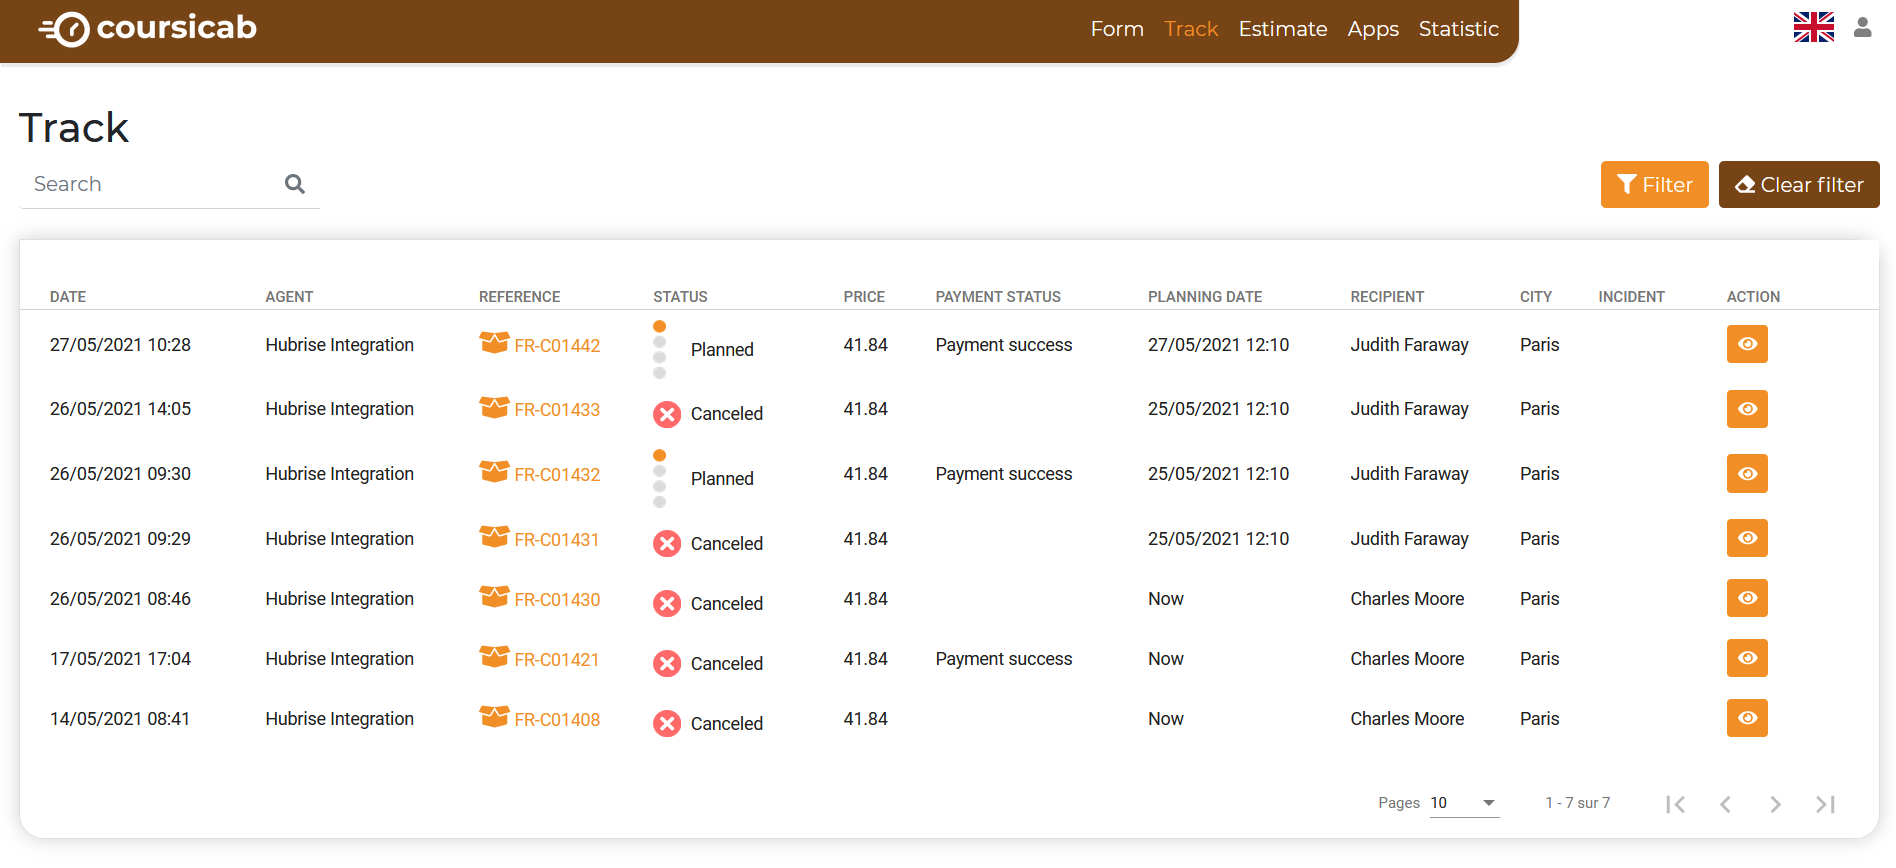 coursicab
Form Track Estimate Apps Statistic
Track
Search
Filter Clear filter
DATE AGENT REFERENCE STATUS PRICE PAYMENT STATUS PLANNING DATE RECIPIENT CITY INCIDENT ACTION
27/05/2021 10:28 Hubrise Integration FR-C01442 Planned 41.84 Payment success 27/05/2021 12:10 Judith Faraway Paris
26/05/2021 14:05 Hubrise Integration FR-C01433 Canceled 41.84 25/05/2021 12:10 Judith Faraway Paris
26/05/2021 09:30 Hubrise Integration FR-C01432 Planned 41.84 Payment success 25/05/2021 12:10 Judith Faraway Paris
26/05/2021 09:29 Hubrise Integration FR-C01431 Canceled 41.84 25/05/2021 12:10 Judith Faraway Paris
26/05/2021 08:46 Hubrise Integration FR-C01430 Canceled 41.84 Now Charles Moore Paris
17/05/2021 17:04 Hubrise Integration FR-C01421 Canceled 41.84 Payment success Now Charles Moore Paris
14/05/2021 08:41 Hubrise Integration FR-C01408 Canceled 41.84 Now Charles Moore Paris
Pages 10 1 - 7 sur 7